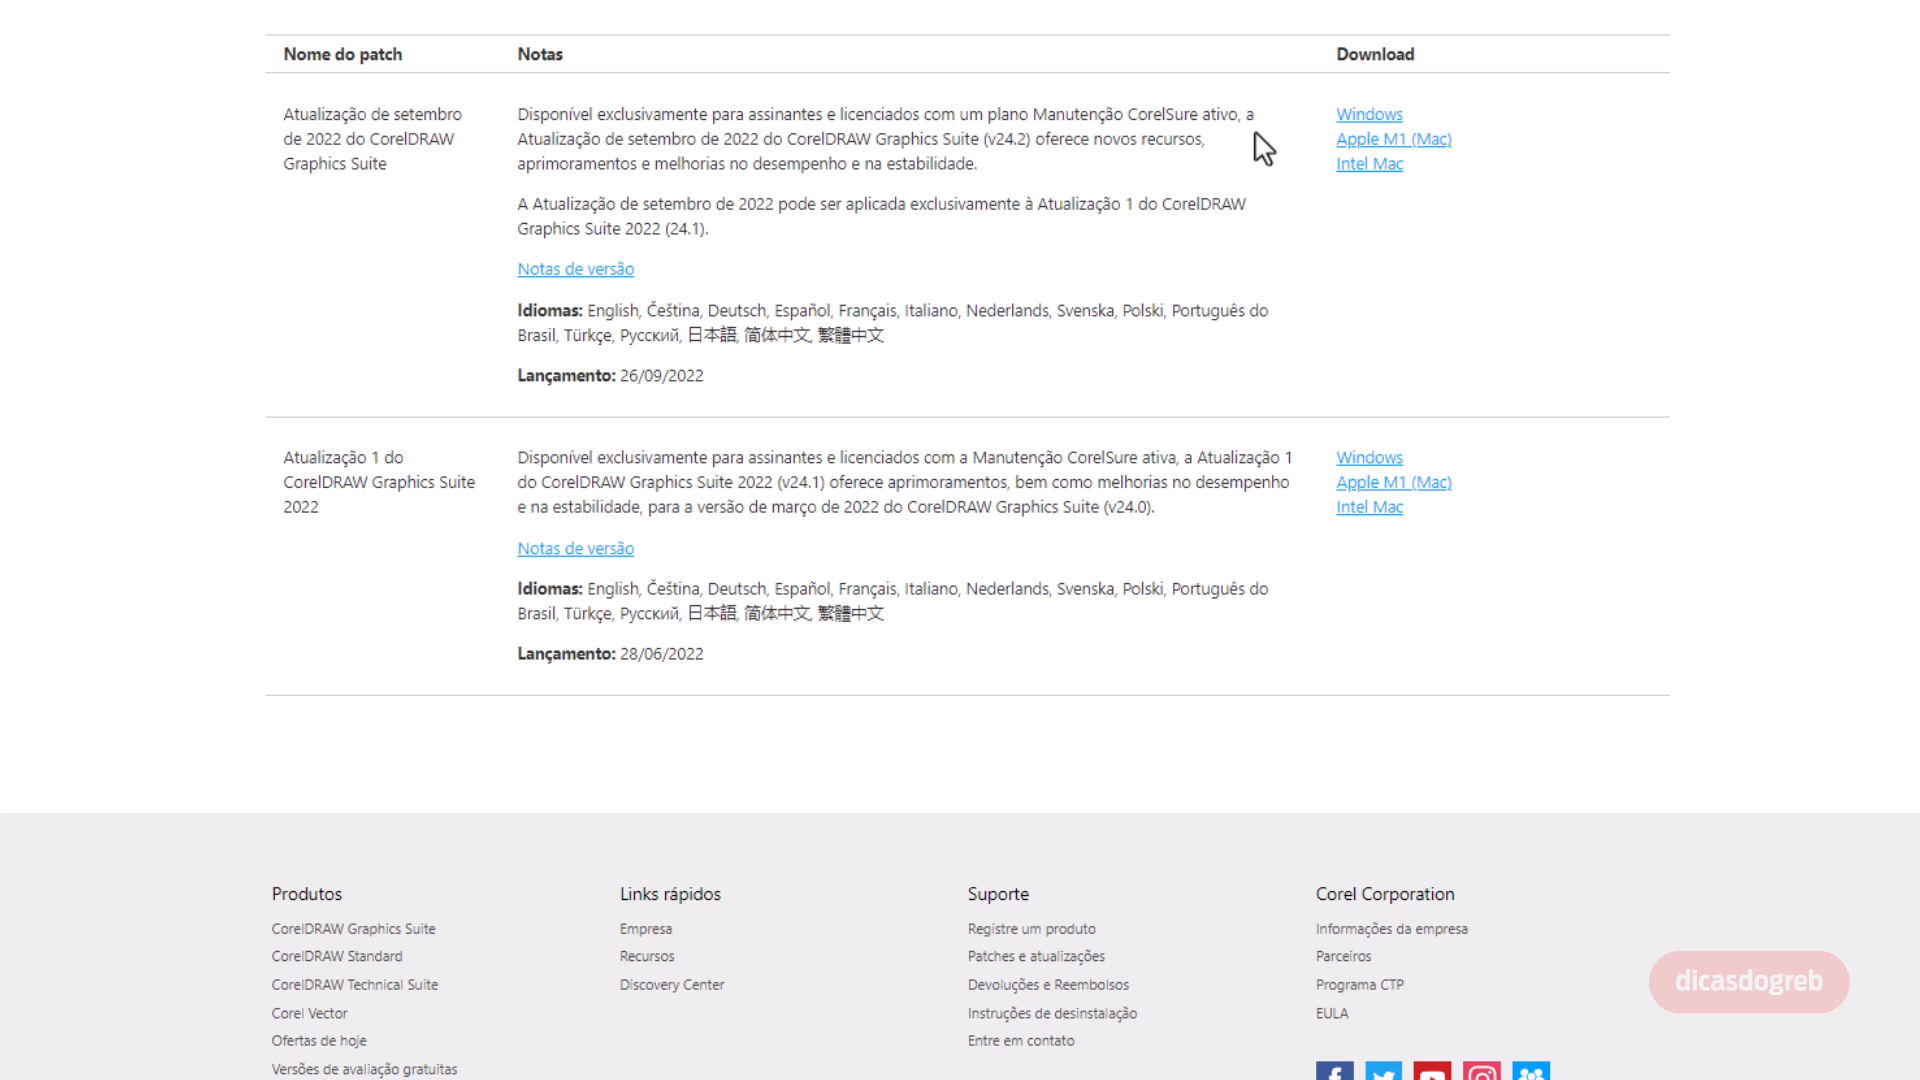 Nome do patch
Notas
Download
Atualização de setembro
de 2022 do CorelDRAW
Graphics Suite
Disponível exclusivamente para assinantes e licenciados com um plano Manutenção CorelSure ativo, a
Atualização de setembro de 2022 do CorelDRAW Graphics Suite (v24.2) oferece novos recursos,
aprimoramentos e melhorias no desempenho e na estabilidade.
A Atualização de setembro de 2022 pode ser aplicada exclusivamente à Atualização 1 do CorelDRAW
Graphics Suite 2022 (24.1).
Notas de versão
Idiomas: English, Čeština, Deutsch, Español, Français, Italiano, Nederlands, Svenska, Polski, Português do
Brasil, Türkçe, Русский, 日本語, 简体中文, 繁體中文
Lançamento: 26/09/2022
Windows
Apple M1 (Mac)
Intel Mac
Atualização 1 do
CorelDRAW Graphics Suite
2022
Disponível exclusivamente para assinantes e licenciados com a Manutenção CorelSure ativa, a Atualização 1
do CorelDRAW Graphics Suite 2022 (v24.1) oferece aprimoramentos, bem como melhorias no desempenho
e na estabilidade, para a versão de março de 2022 do CorelDRAW Graphics Suite (v24.0).
Notas de versão
Idiomas: English, Čeština, Deutsch, Español, Français, Italiano, Nederlands, Svenska, Polski, Português do
Brasil, Türkçe, Русский, 日本語, 简体中文, 繁體中文
Lançamento: 28/06/2022
Windows
Apple M1 (Mac)
Intel Mac
Produtos
CorelDRAW Graphics Suite
CorelDRAW Standard
CorelDRAW Technical Suite
Corel Vector
Ofertas de hoje
Versões de avaliação gratuitas
Links rápidos
Empresa
Recursos
Discovery Center
Suporte
Registre um produto
Patches e atualizações
Devoluções e Reembolsos
Instruções de desinstalação
Entre em contato
Corel Corporation
Informações da empresa
Parceiros
Programa CTP
EULA
dicasdogreb